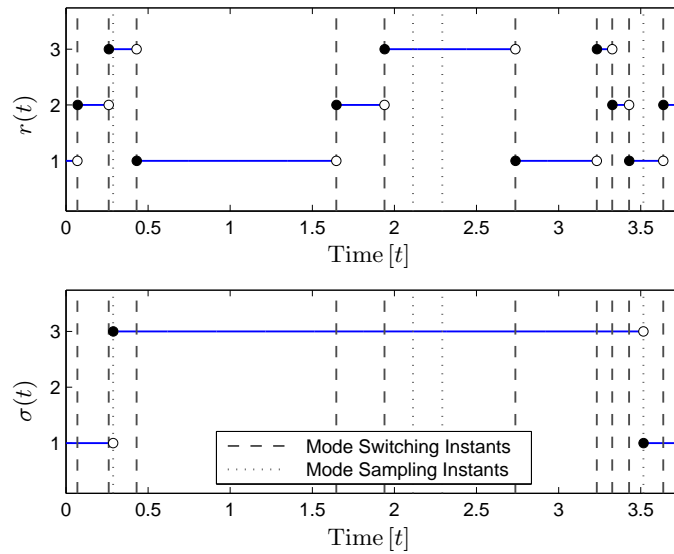 3
2
1
r(t)
0 0.5 1 1.5 2 2.5 3 3.5
Time [t]
3
2
1
σ(t)
Mode Switching Instants
Mode Sampling Instants
0 0.5 1 1.5 2 2.5 3 3.5
Time [t]